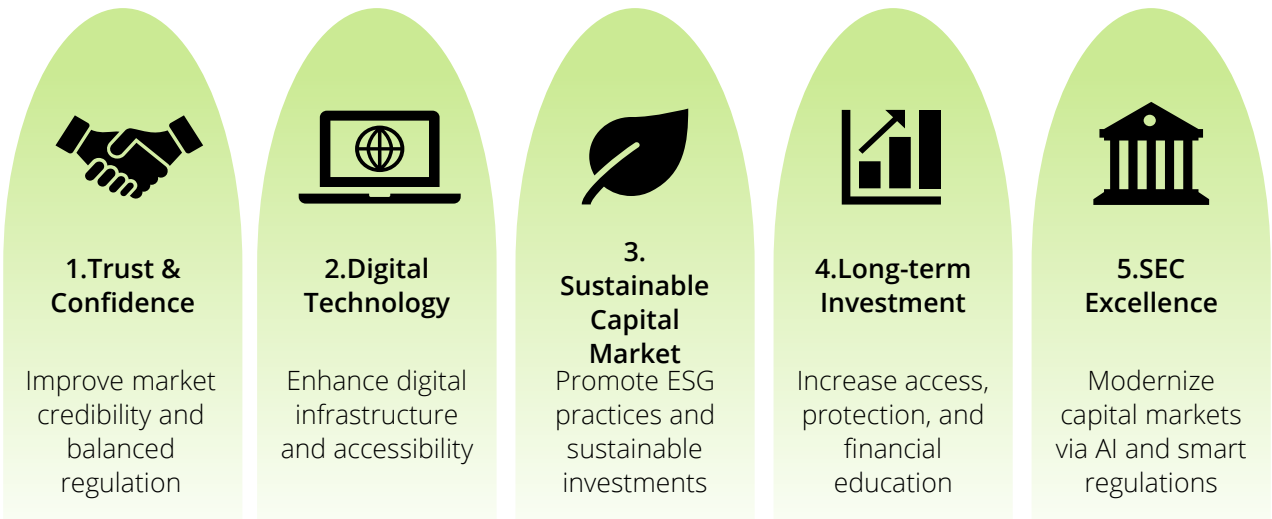 1.Trust &
Confidence
Improve market
credibility and
balanced
regulation
2.Digital
Technology
Enhance digital
infrastructure
and accessibility
3.
Sustainable
Capital
Market
Promote ESG
practices and
sustainable
investments
4.Long-term
Investment
Increase access,
protection, and
financial
education
5.SEC
Excellence
Modernize
capital markets
via AI and smart
regulations